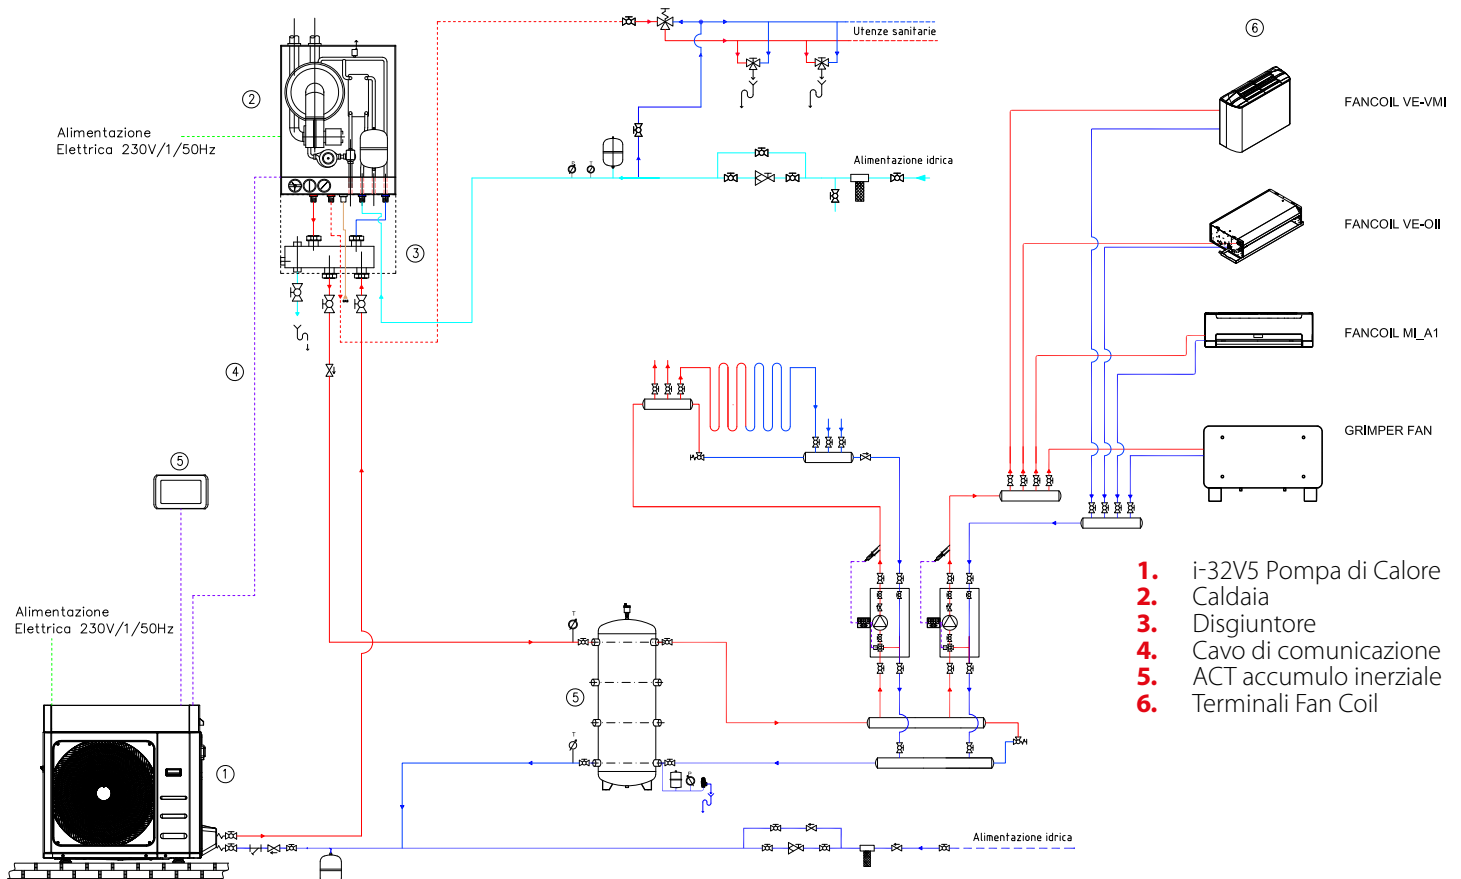 Utenze sanitarie
6
2
FANCOIL VE-VMI
Alimentazione
Elettrica 230V/1/50Hz
Alimentazione idrica
P
T
FANCOIL VE-OII
3
FANCOIL MI_A1
4
GRIMPER FAN
5
1. i-32V5 Pompa di Calore
2. Caldaia
3. Disgiuntore
4. Cavo di comunicazione
5. ACT accumulo inerziale
6. Terminali Fan Coil
Alimentazione
Elettrica 230V/1/50Hz
T
5
T
P
1
Alimentazione idrica